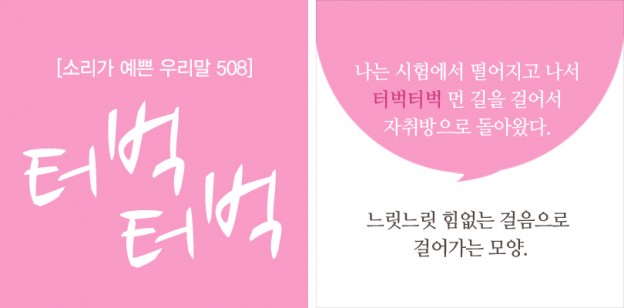 [소리가 예쁜 우리말 508]
터벅
터벅
나는 시험에서 떨어지고 나서
터벅터벅 먼 길을 걸어서
자취방으로 돌아왔다.
느릿느릿 힘없는 걸음으로
걸어가는 모양.